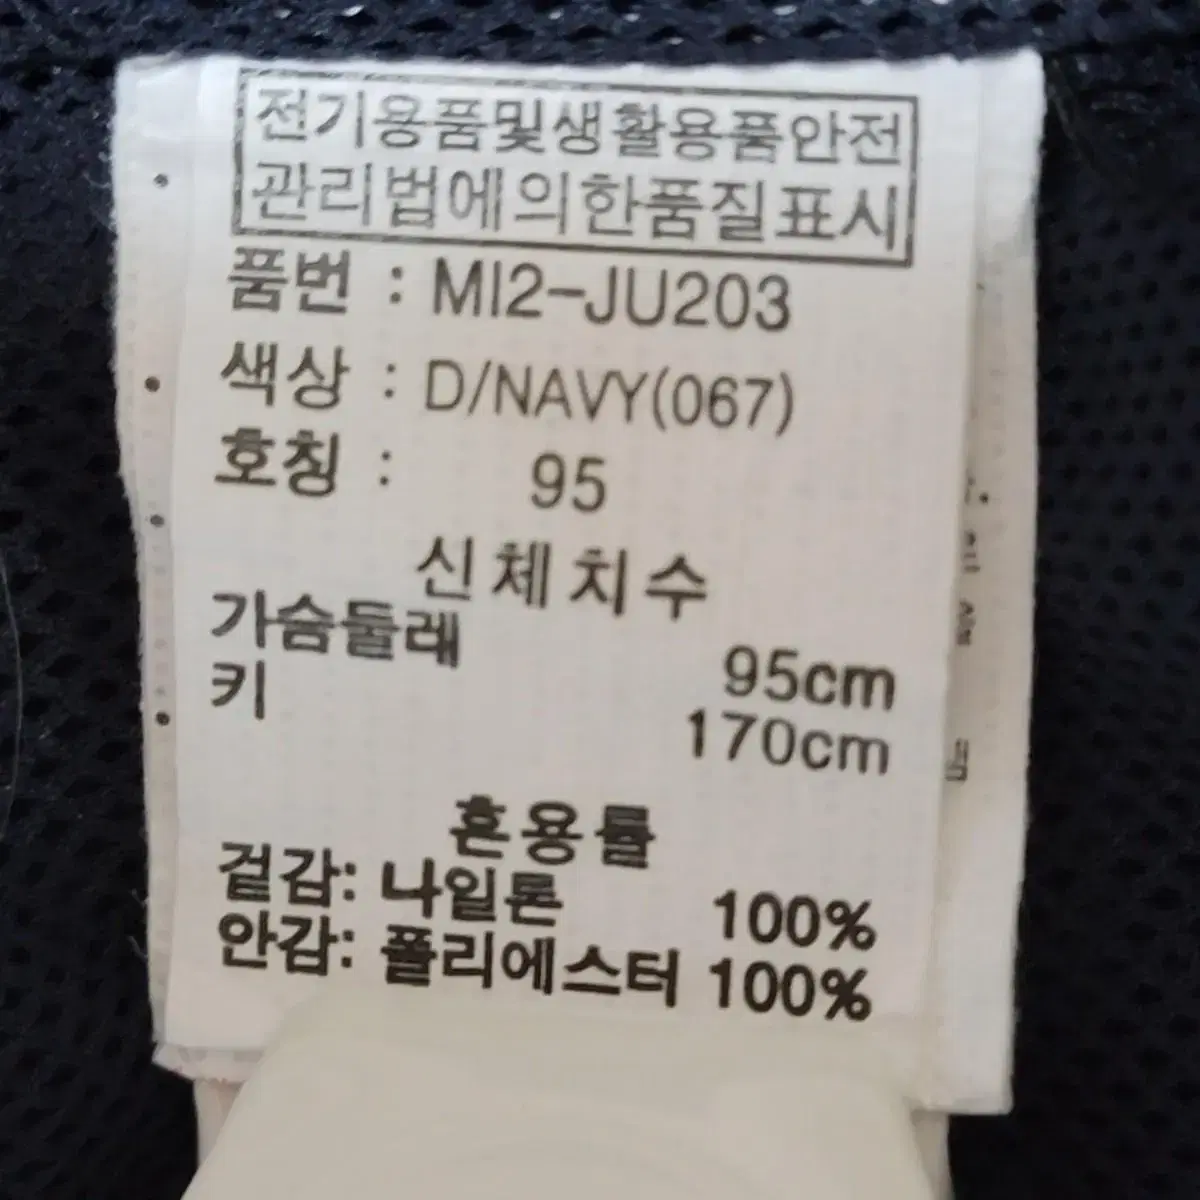 전기용품및생활용품안전
관리법에의한품질표시
품번 : MI2-JU203
색상 : D/NAVY(067)
호칭 : 95
신체치수
가슴둘레 95cm
키 170cm
혼용률
겉감: 나일론 100%
안감: 폴리에스터 100%